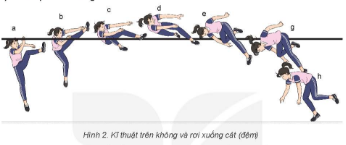 a b c d e g h
Hình 2. Kĩ thuật trên không và rơi xuống cát (đệm)